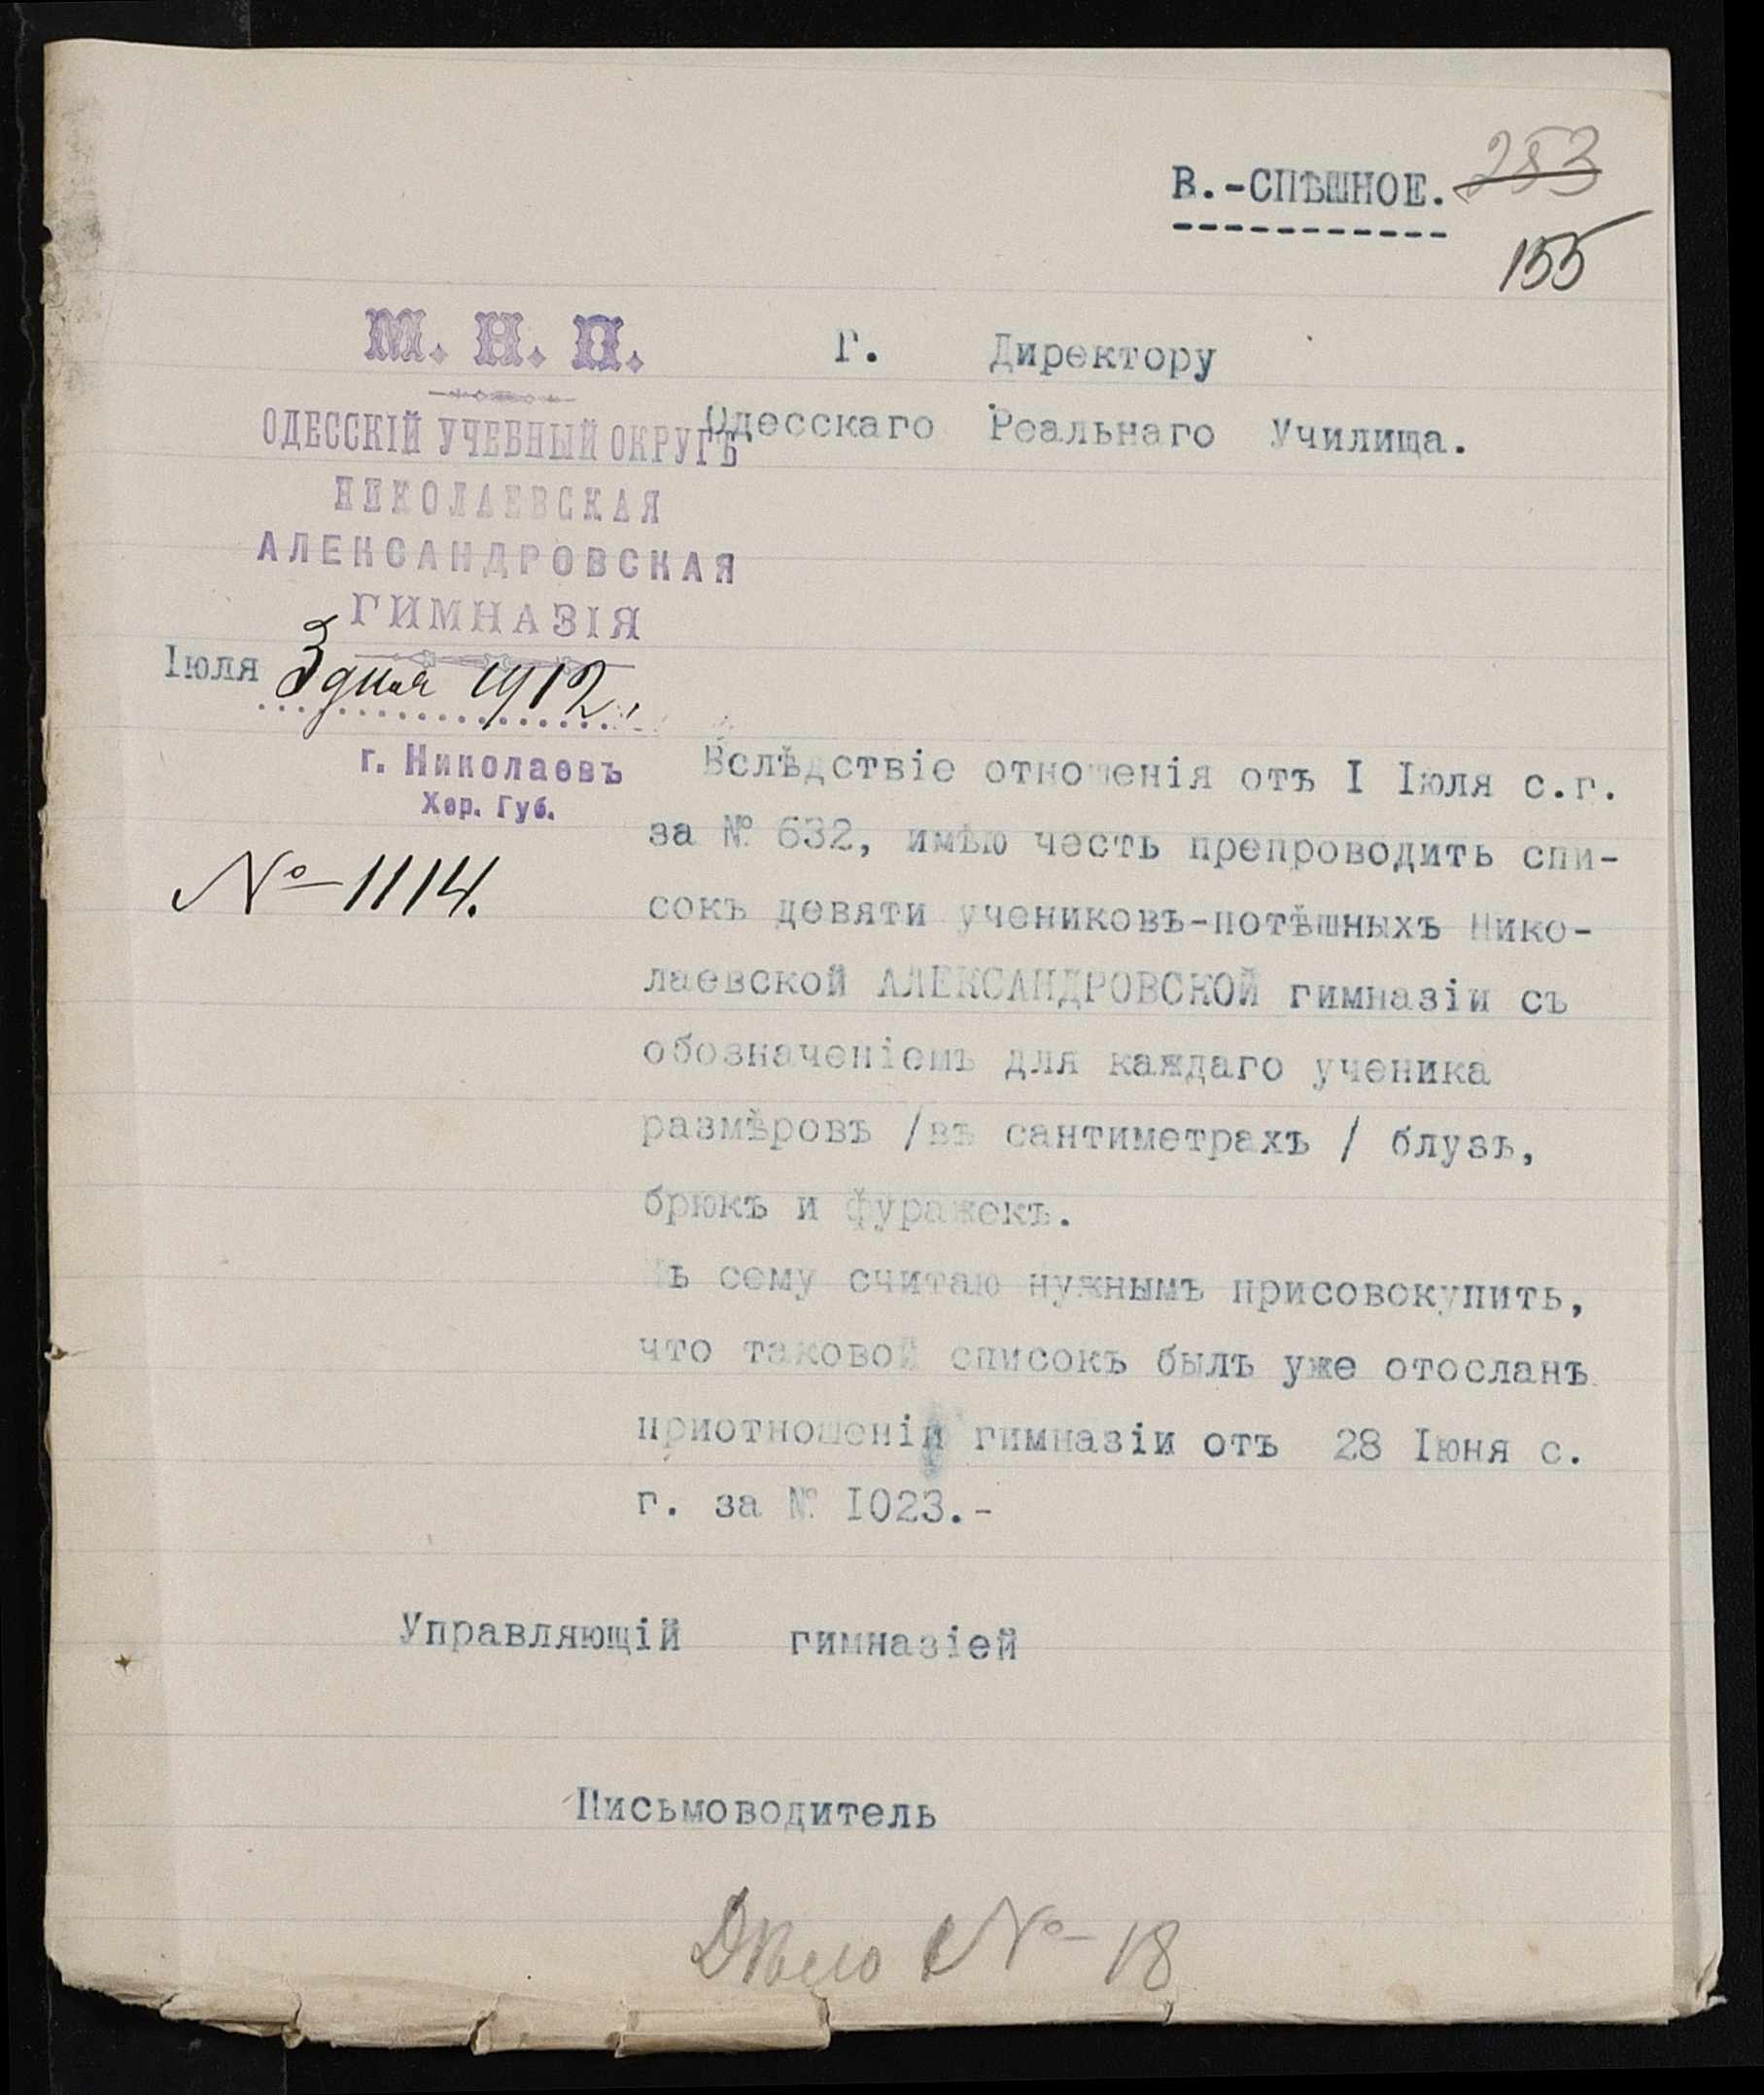 В.-СПѢШНОЕ.
253
155
М. Н. П.
ОДЕССКІЙ УЧЕБНЫЙ ОКРУГЪ
НИКОЛАЕВСКАЯ
АЛЕКСАНДРОВСКАЯ
ГИМНАЗІЯ
Іюля 3 дня 1912 г.
г. Николаевъ
Хер. Губ.
№ 1114.
Г. Директору
Одесскаго Реальнаго Училища.
Вслѣдствіе отношенія отъ I Іюля с.г.
за № 632, имѣю честь препроводить спи-
сокъ девяти учениковъ-потѣшныхъ Нико-
лаевской АЛЕКСАНДРОВСКОЙ гимназіи съ
обозначеніемъ для каждаго ученика
размѣровъ /въ сантиметрахъ / блузъ,
брюкъ и фуражекъ.
Къ сему считаю нужнымъ присовокупить,
что таковой списокъ былъ уже отосланъ
приотношеніи гимназіи отъ 28 Іюня с.
г. за № I023.-
Управляющій гимназіей
Письмоводитель
Дѣло № 18